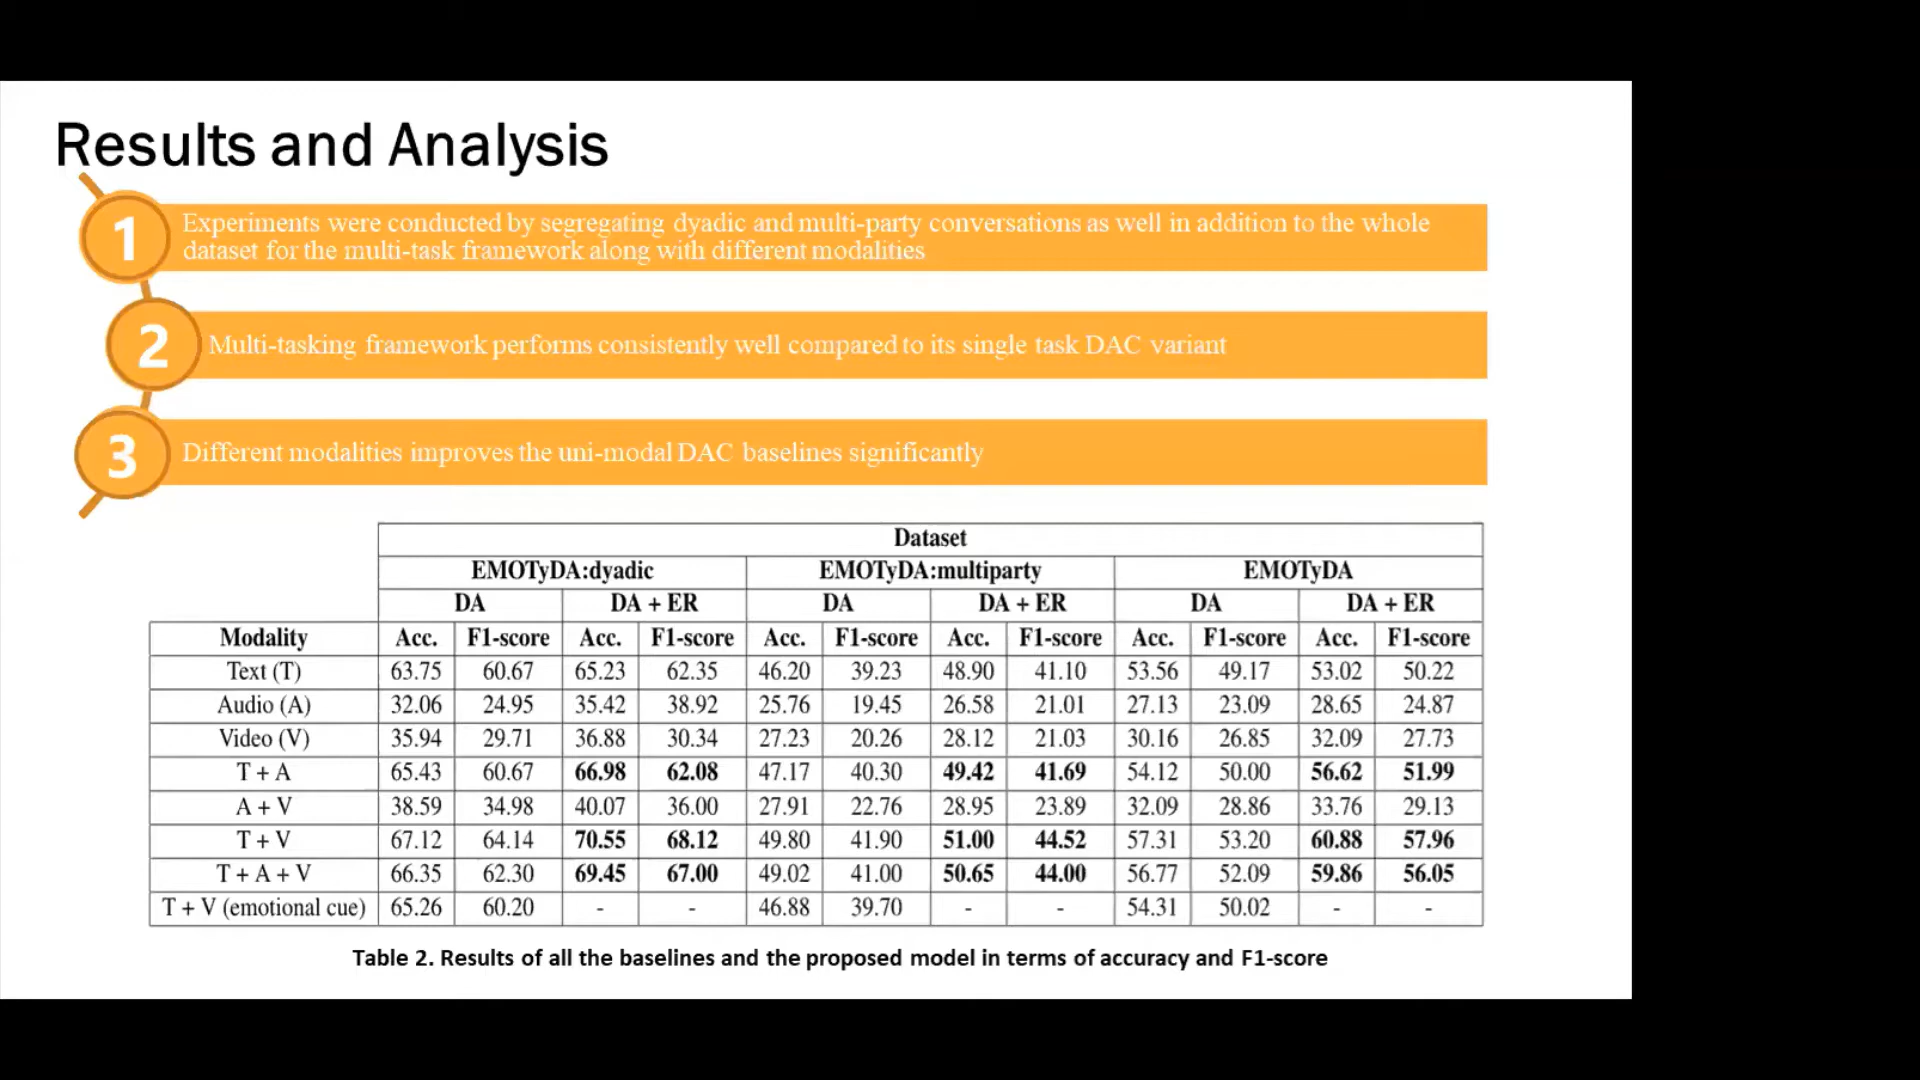 Results and Analysis
1
Experiments were conducted by segregating dyadic and multi-party conversations as well in addition to the whole
dataset for the multi-task framework along with different modalities
2
Multi-tasking framework performs consistently well compared to its single task DAC variant
3
Different modalities improves the uni-modal DAC baselines significantly
Dataset
EMOTyDA:dyadic EMOTyDA:multiparty EMOTyDA
DA DA + ER DA DA + ER DA DA + ER
Modality Acc. F1-score Acc. F1-score Acc. F1-score Acc. F1-score Acc. F1-score Acc. F1-score
Text (T) 63.75 60.67 65.23 62.35 46.20 39.23 48.90 41.10 53.56 49.17 53.02 50.22
Audio (A) 32.06 24.95 35.42 38.92 25.76 19.45 26.58 21.01 27.13 23.09 28.65 24.87
Video (V) 35.94 29.71 36.88 30.34 27.23 20.26 28.12 21.03 30.16 26.85 32.09 27.73
T + A 65.43 60.67 66.98 62.08 47.17 40.30 49.42 41.69 54.12 50.00 56.62 51.99
A + V 38.59 34.98 40.07 36.00 27.91 22.76 28.95 23.89 32.09 28.86 33.76 29.13
T + V 67.12 64.14 70.55 68.12 49.80 41.90 51.00 44.52 57.31 53.20 60.88 57.96
T + A + V 66.35 62.30 69.45 67.00 49.02 41.00 50.65 44.00 56.77 52.09 59.86 56.05
T + V (emotional cue) 65.26 60.20 - - 46.88 39.70 - - 54.31 50.02 - -
Table 2. Results of all the baselines and the proposed model in terms of accuracy and F1-score